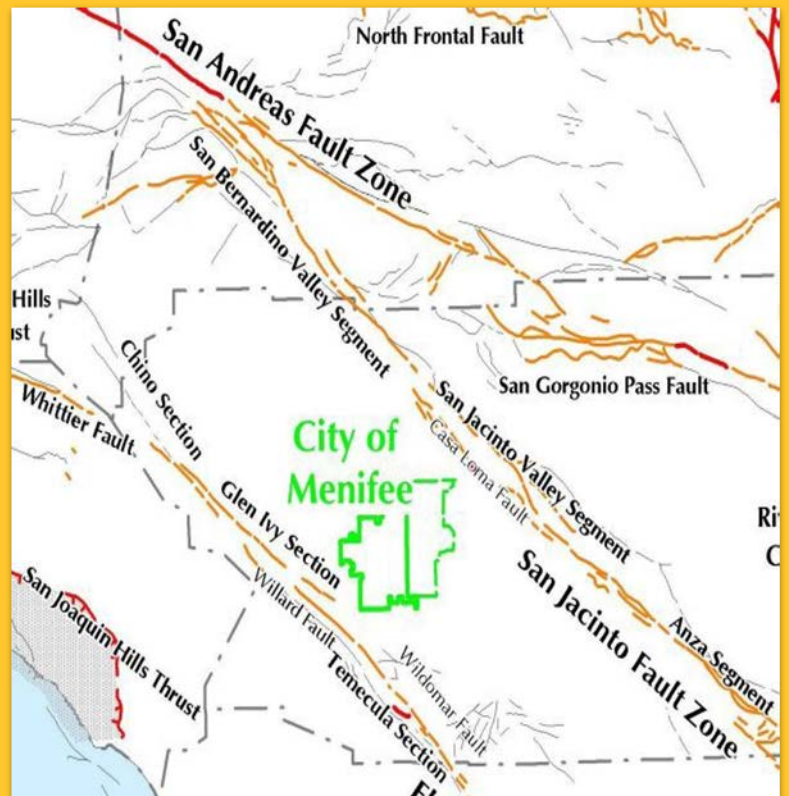 North Frontal Fault
San Andreas Fault Zone
San Bernardino Valley Segment
Hills
ust
Chino Section
Whittier Fault
San Gorgonio Pass Fault
San Jacinto Valley Segment
Casa Loma Fault
City of
Menifee
Glen Ivy Section
San Jacinto Fault Zone
San Joaquin Hills Thrust
Willard Fault
Anza Segment
Wildomar Fault
Temecula Section